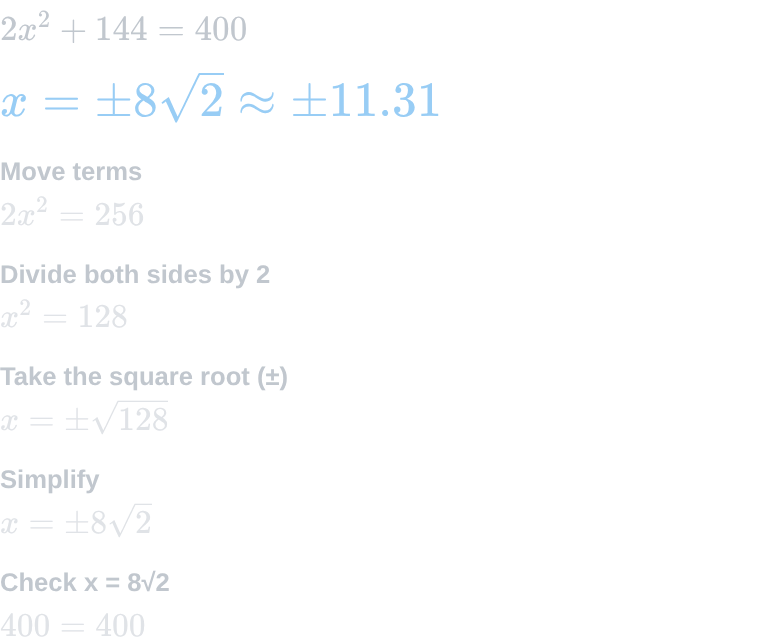 2x² + 144 = 400
x = ±8√2 ≈ ±11.31
Move terms
2x² = 256
Divide both sides by 2
x² = 128
Take the square root (±)
x = ±√128
Simplify
x = ±8√2
Check x = 8√2
400 = 400